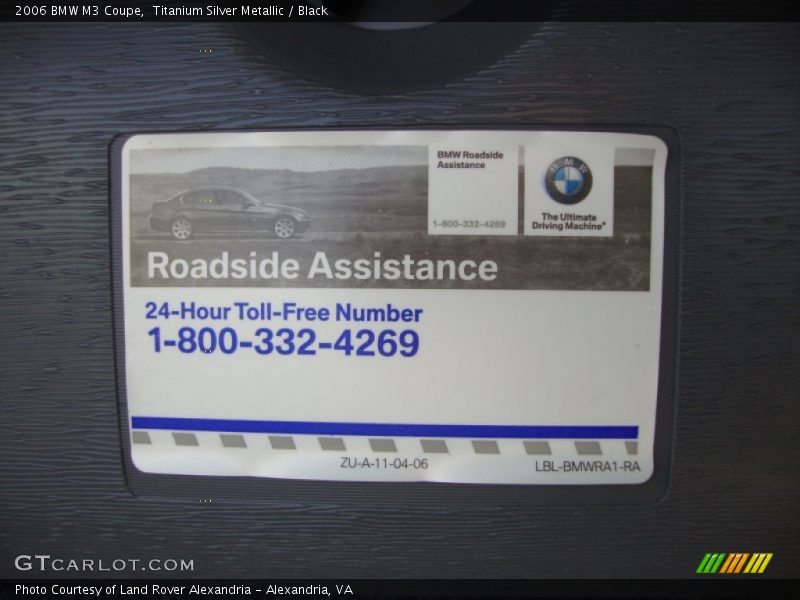 2006 BMW M3 Coupe,  Titanium Silver Metallic / Black
BMW Roadside
Assistance
1-800-332-4269
BMW
The Ultimate
Driving Machine®
Roadside Assistance
24-Hour Toll-Free Number
1-800-332-4269
ZU-A-11-04-06
LBL-BMWRA1-RA
GTCARLOT.COM
Photo Courtesy of Land Rover Alexandria - Alexandria, VA